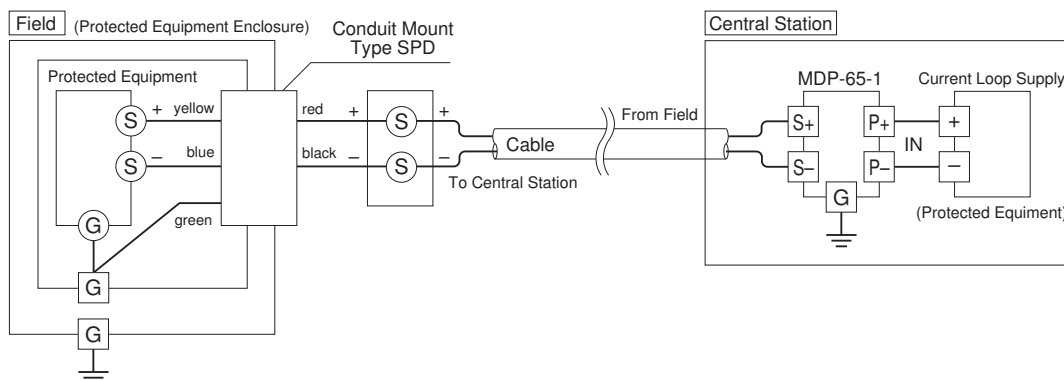 Field (Protected Equipment Enclosure)
Conduit Mount
Type SPD
Central Station
Protected Equipment
MDP-65-1
Current Loop Supply
S + yellow
red + S +
From Field
S+ P+ +
Cable
IN
S – blue
black – S –
S– P– –
To Central Station
G
green
G
(Protected Equiment)
G
G